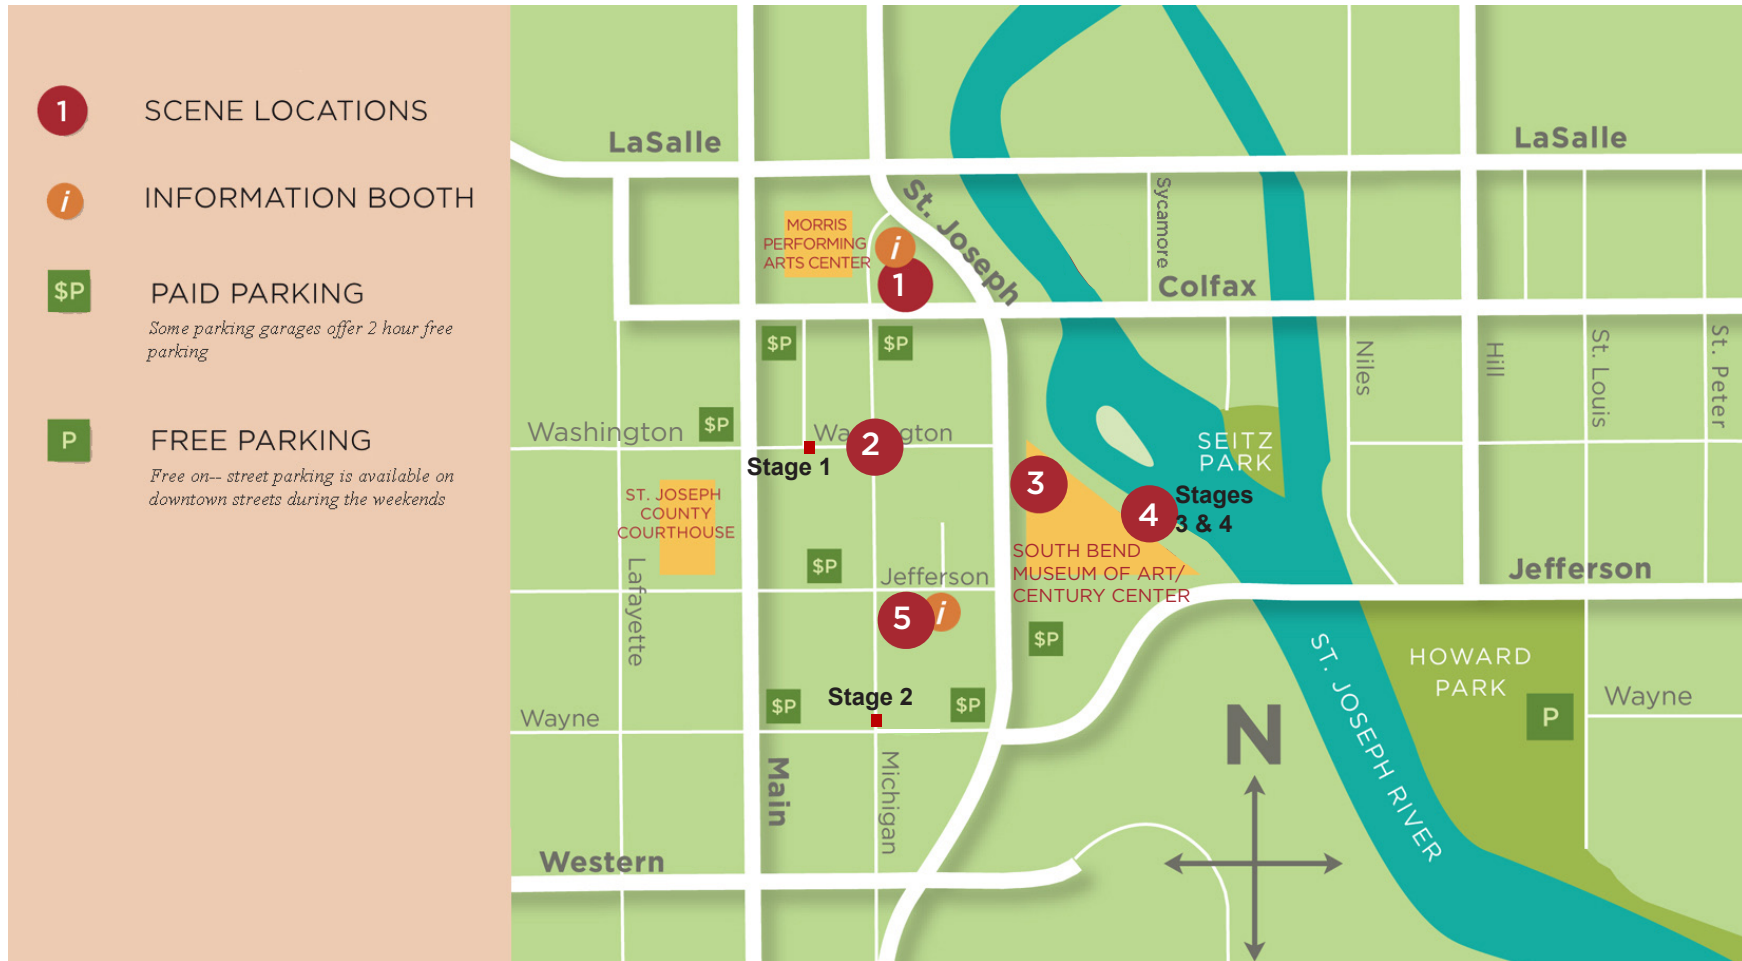 1 SCENE LOCATIONS
i INFORMATION BOOTH
$P PAID PARKING
Some parking garages offer 2 hour free
parking
P FREE PARKING
Free on-- street parking is available on
downtown streets during the weekends
LaSalle
LaSalle
St. Joseph
Sycamore
MORRIS
PERFORMING
ARTS CENTER
i
1
Colfax
$P
$P
Niles
Hill
St. Louis
St. Peter
Washington
$P
Washington
2
Stage 1
SEITZ
PARK
3
4
Stages
3 & 4
ST. JOSEPH
COUNTY
COURTHOUSE
SOUTH BEND
MUSEUM OF ART/
CENTURY CENTER
$P
Jefferson
Jefferson
Lafayette
5
i
$P
ST. JOSEPH RIVER
HOWARD
PARK
P
Wayne
Stage 2
$P
$P
Wayne
N
Main
Michigan
Western